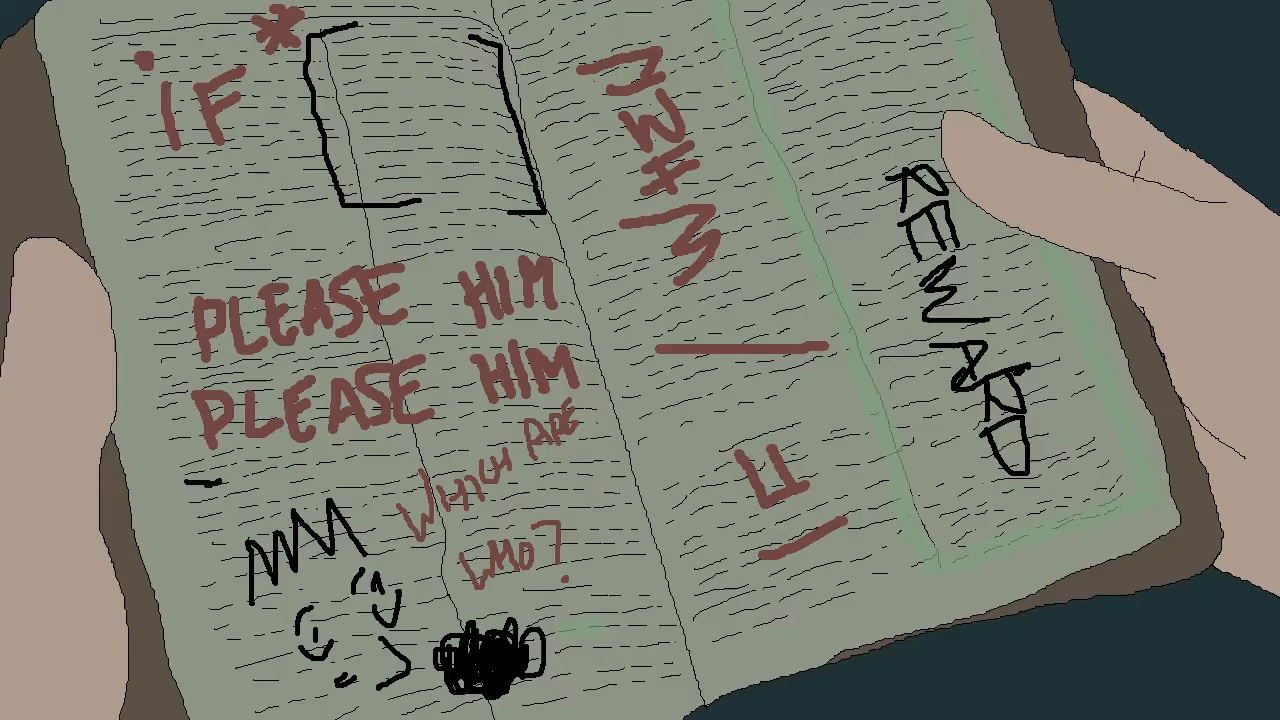 IF *
PLEASE HIM
PLEASE HIM
WHICH ARE
WHO?
REWARD